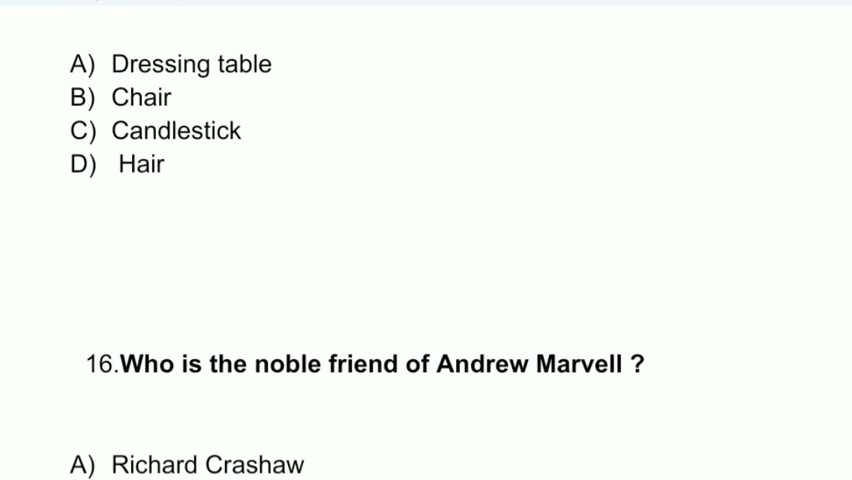 A) Dressing table
B) Chair
C) Candlestick
D) Hair
16.Who is the noble friend of Andrew Marvell ?
A) Richard Crashaw